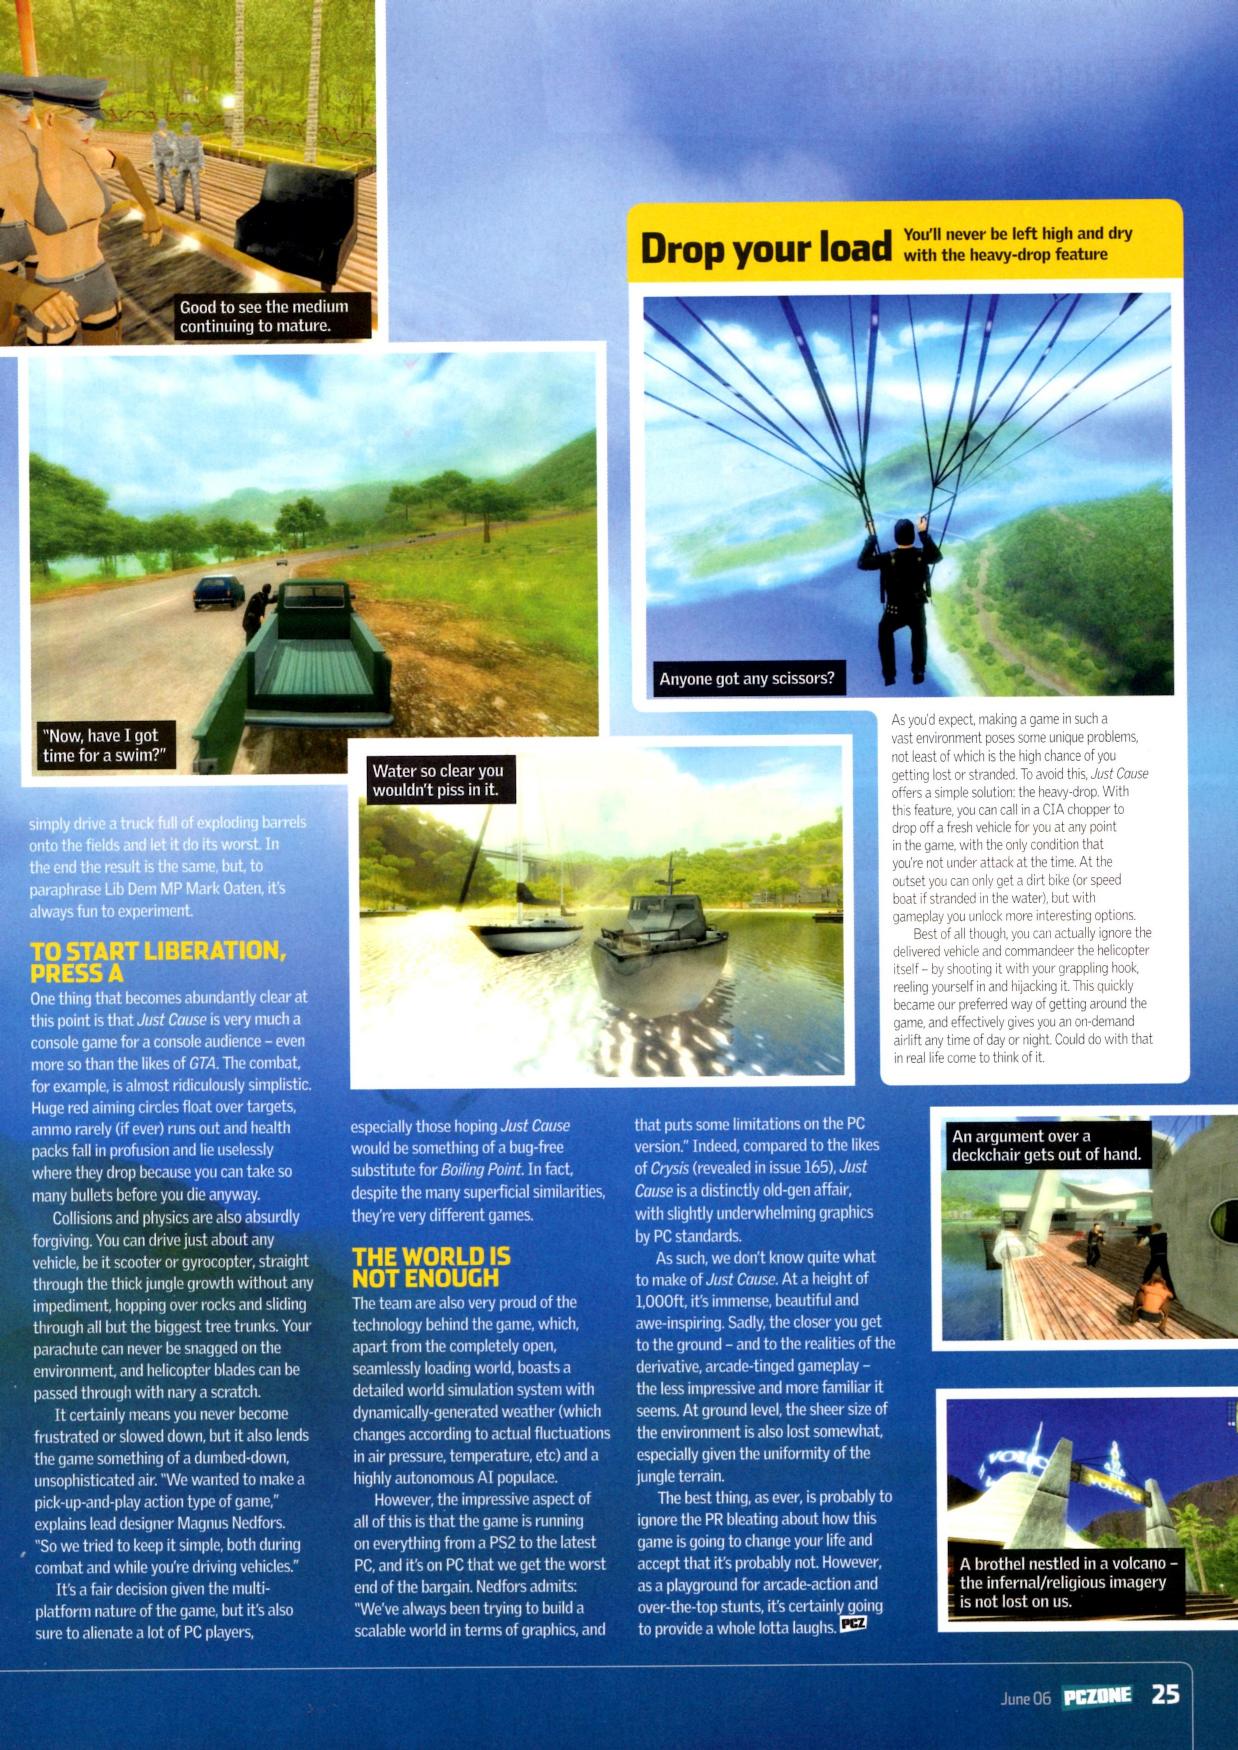 Good to see the medium
continuing to mature.
"Now, have I got
time for a swim?"
Water so clear you
wouldn't piss in it.
simply drive a truck full of exploding barrels
onto the fields and let it do its worst. In
the end the result is the same, but, to
paraphrase Lib Dem MP Mark Oaten, it's
always fun to experiment.
TO START LIBERATION,
PRESS A
One thing that becomes abundantly clear at
this point is that Just Cause is very much a
console game for a console audience – even
more so than the likes of GTA. The combat,
for example, is almost ridiculously simplistic.
Huge red aiming circles float over targets,
ammo rarely (if ever) runs out and health
packs fall in profusion and lie uselessly
where they drop because you can take so
many bullets before you die anyway.
Collisions and physics are also absurdly
forgiving. You can drive just about any
vehicle, be it scooter or gyrocopter, straight
through the thick jungle growth without any
impediment, hopping over rocks and sliding
through all but the biggest tree trunks. Your
parachute can never be snagged on the
environment, and helicopter blades can be
passed through with nary a scratch.
It certainly means you never become
frustrated or slowed down, but it also lends
the game something of a dumbed-down,
unsophisticated air. "We wanted to make a
pick-up-and-play action type of game,"
explains lead designer Magnus Nedfors.
"So we tried to keep it simple, both during
combat and while you're driving vehicles."
It's a fair decision given the multi-
platform nature of the game, but it's also
sure to alienate a lot of PC players,
especially those hoping Just Cause
would be something of a bug-free
substitute for Boiling Point. In fact,
despite the many superficial similarities,
they're very different games.
THE WORLD IS
NOT ENOUGH
The team are also very proud of the
technology behind the game, which,
apart from the completely open,
seamlessly loading world, boasts a
detailed world simulation system with
dynamically-generated weather (which
changes according to actual fluctuations
in air pressure, temperature, etc) and a
highly autonomous AI populace.
However, the impressive aspect of
all of this is that the game is running
on everything from a PS2 to the latest
PC, and it's on PC that we get the worst
end of the bargain. Nedfors admits:
"We've always been trying to build a
scalable world in terms of graphics, and
that puts some limitations on the PC
version." Indeed, compared to the likes
of Crysis (revealed in issue 165), Just
Cause is a distinctly old-gen affair,
with slightly underwhelming graphics
by PC standards.
As such, we don't know quite what
to make of Just Cause. At a height of
1,000ft, it's immense, beautiful and
awe-inspiring. Sadly, the closer you get
to the ground – and to the realities of the
derivative, arcade-tinged gameplay –
the less impressive and more familiar it
seems. At ground level, the sheer size of
the environment is also lost somewhat,
especially given the uniformity of the
jungle terrain.
The best thing, as ever, is probably to
ignore the PR bleating about how this
game is going to change your life and
accept that it's probably not. However,
as a playground for arcade-action and
over-the-top stunts, it's certainly going
to provide a whole lotta laughs. PCZ
Drop your load
You'll never be left high and dry
with the heavy-drop feature
Anyone got any scissors?
As you'd expect, making a game in such a
vast environment poses some unique problems,
not least of which is the high chance of you
getting lost or stranded. To avoid this, Just Cause
offers a simple solution: the heavy-drop. With
this feature, you can call in a CIA chopper to
drop off a fresh vehicle for you at any point
in the game, with the only condition that
you're not under attack at the time. At the
outset you can only get a dirt bike (or speed
boat if stranded in the water), but with
gameplay you unlock more interesting options.
Best of all though, you can actually ignore the
delivered vehicle and commandeer the helicopter
itself – by shooting it with your grappling hook,
reeling yourself in and hijacking it. This quickly
became our preferred way of getting around the
game, and effectively gives you an on-demand
airlift any time of day or night. Could do with that
in real life come to think of it.
An argument over a
deckchair gets out of hand.
VOLCAN
A brothel nestled in a volcano –
the infernal/religious imagery
is not lost on us.
June 06 PCZONE 25